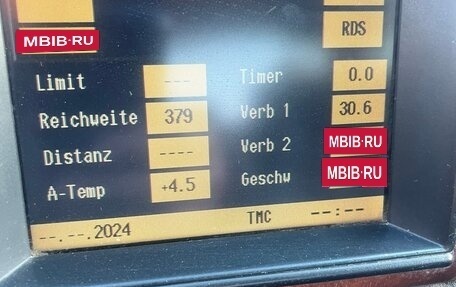 RDS
MBIB.RU
Limit --- Timer 0.0
Reichweite 379 Verb 1 30.6
Distanz ---- Verb 2 MBIB.RU
A-Temp +4.5 Geschw MBIB.RU
--.--.2024 TMC --:--